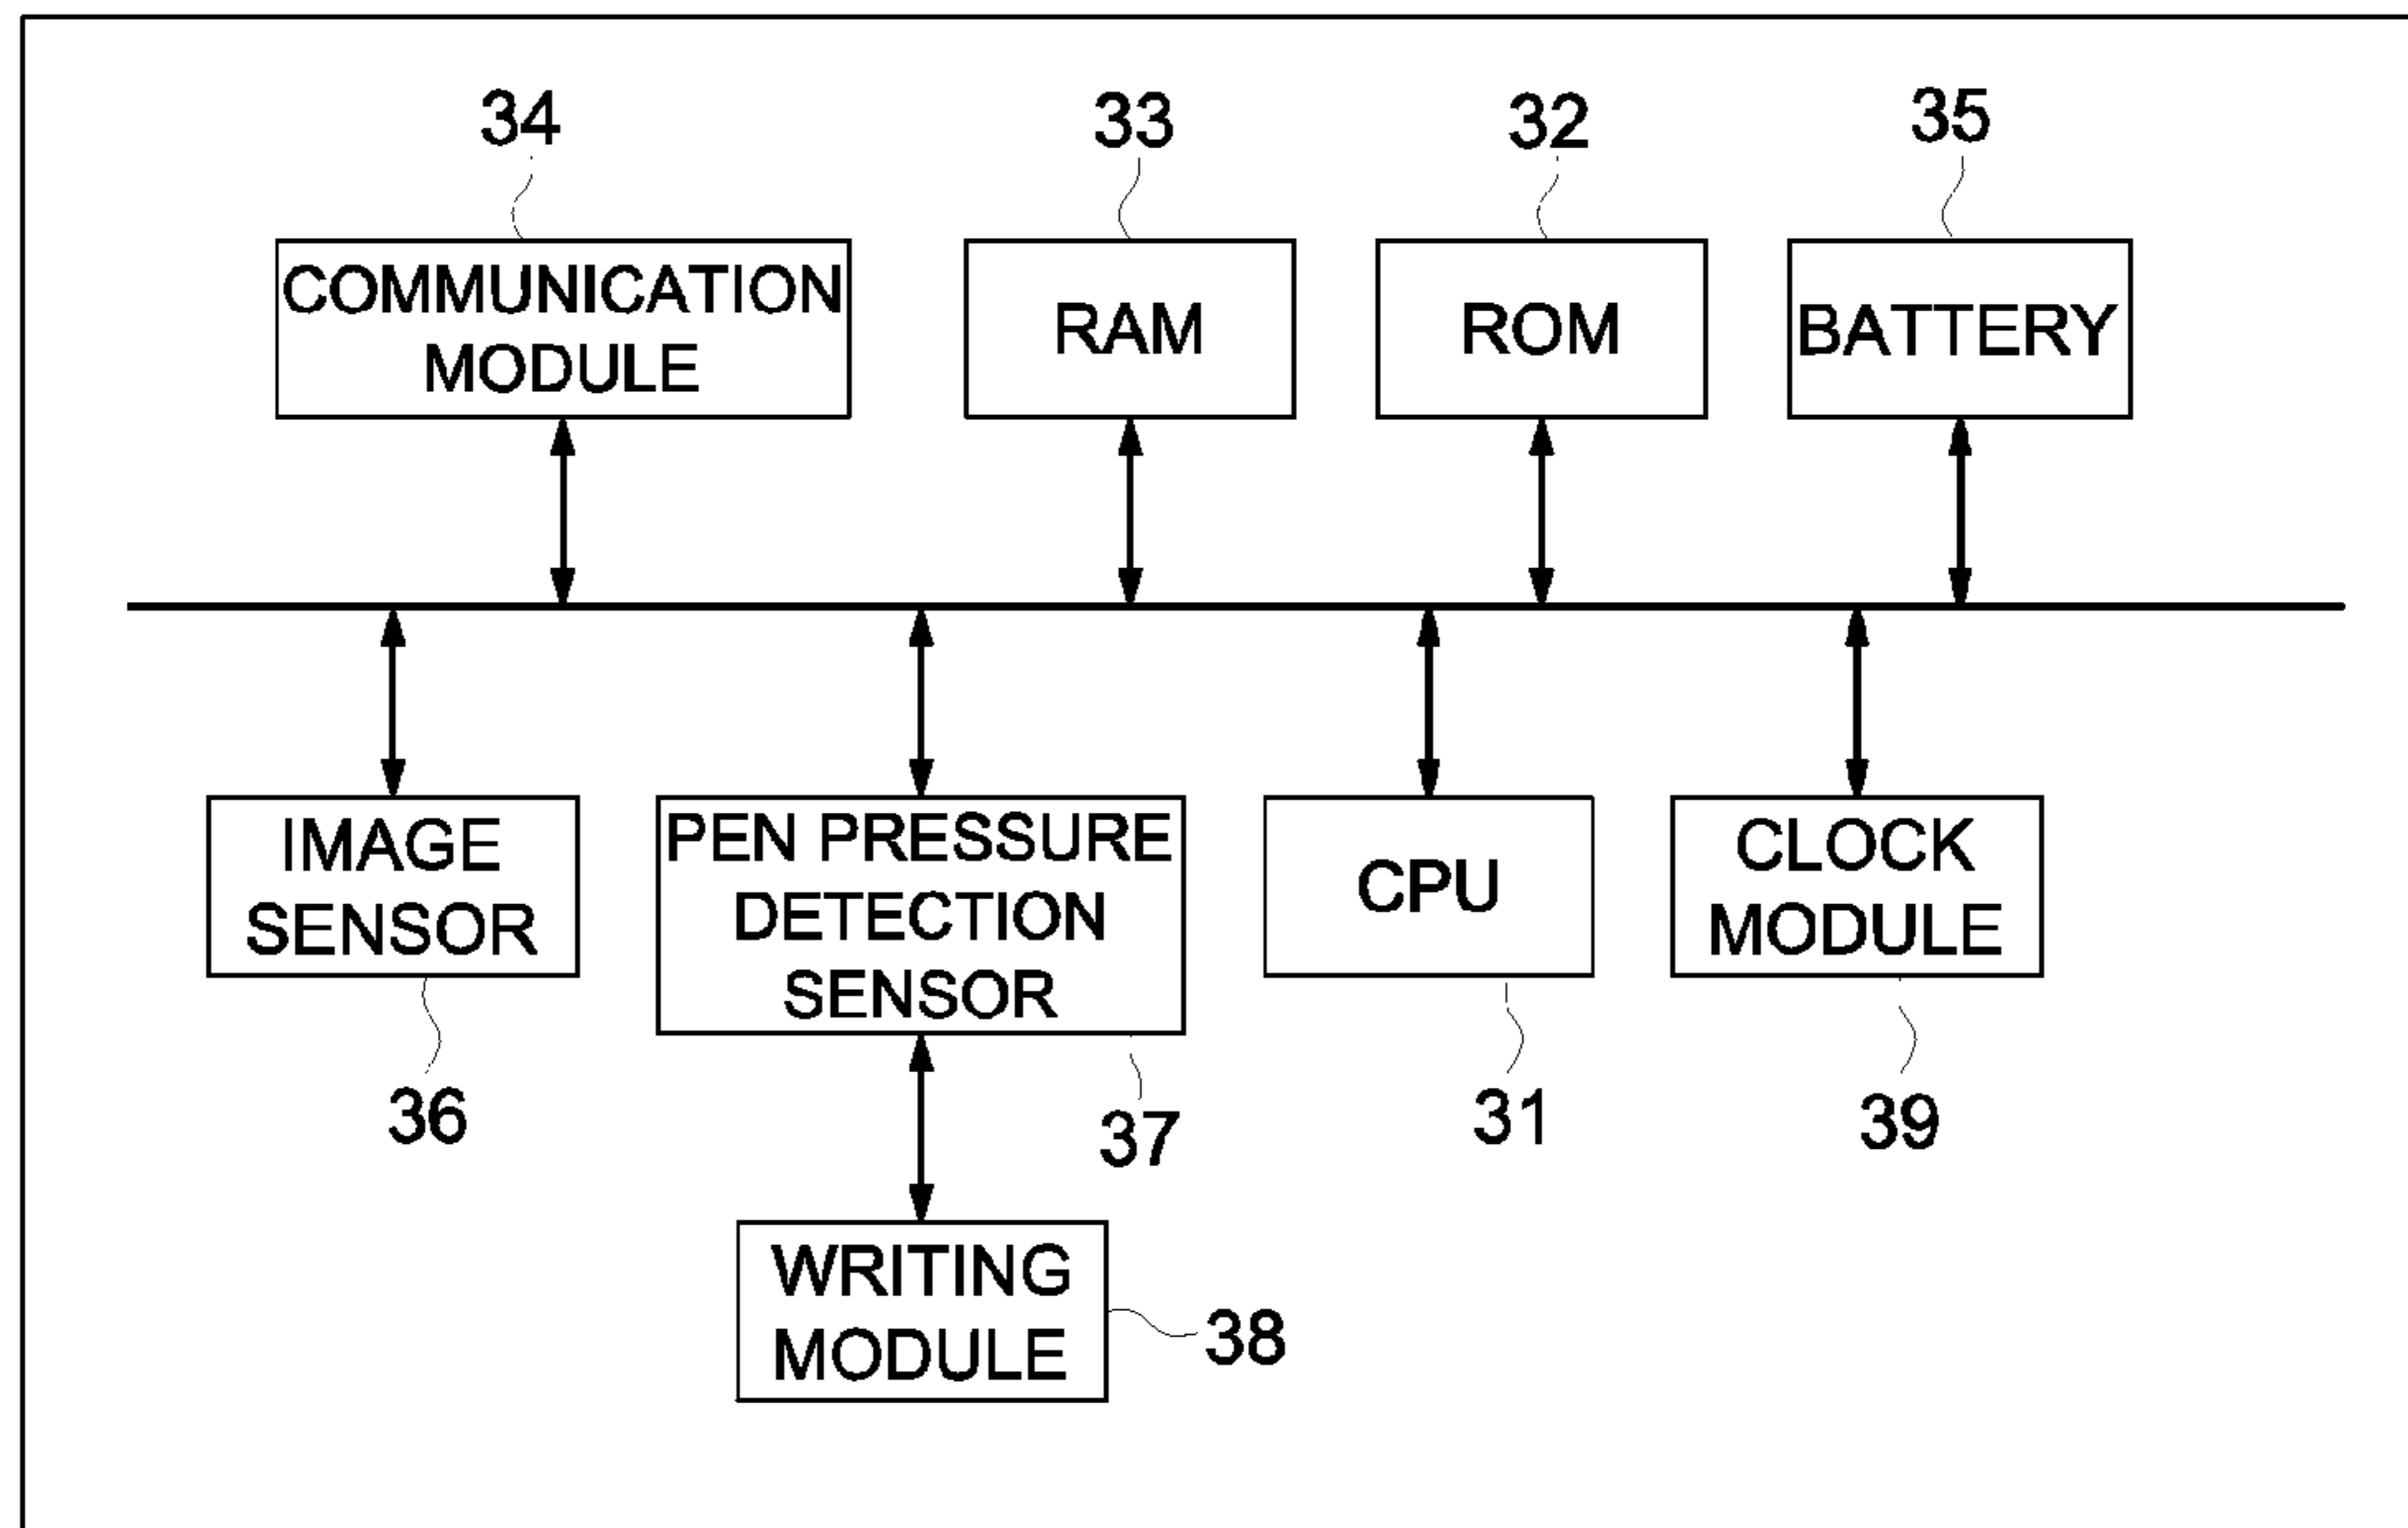 34
33
32
35
COMMUNICATION
MODULE
RAM
ROM
BATTERY
IMAGE
SENSOR
PEN PRESSURE
DETECTION
SENSOR
CPU
CLOCK
MODULE
36
37
31
39
WRITING
MODULE
38